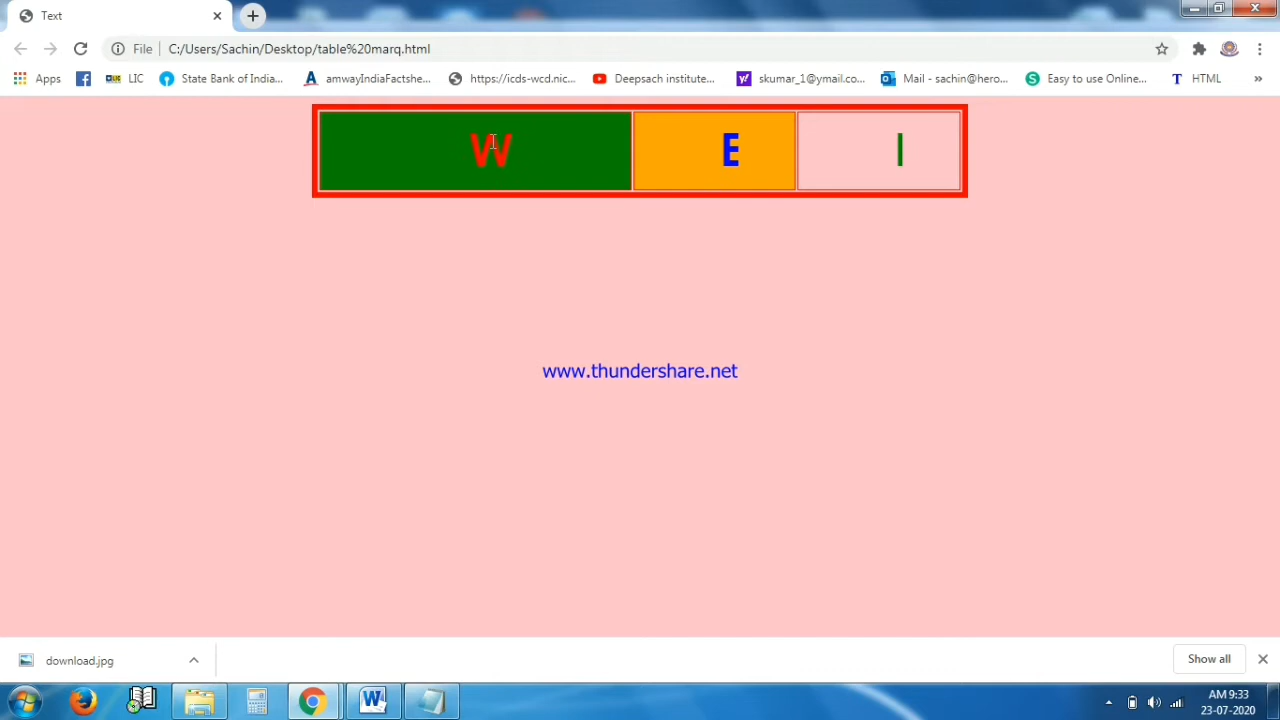 Text
File C:/Users/Sachin/Desktop/table%20marq.html
Apps LIC State Bank of India... amwayIndiaFactshe... https://icds-wcd.nic... Deepsach institute... skumar_1@ymail.co... Mail - sachin@hero... Easy to use Online... T HTML »
W E I
www.thundershare.net
download.jpg Show all
AM 9:33
23-07-2020